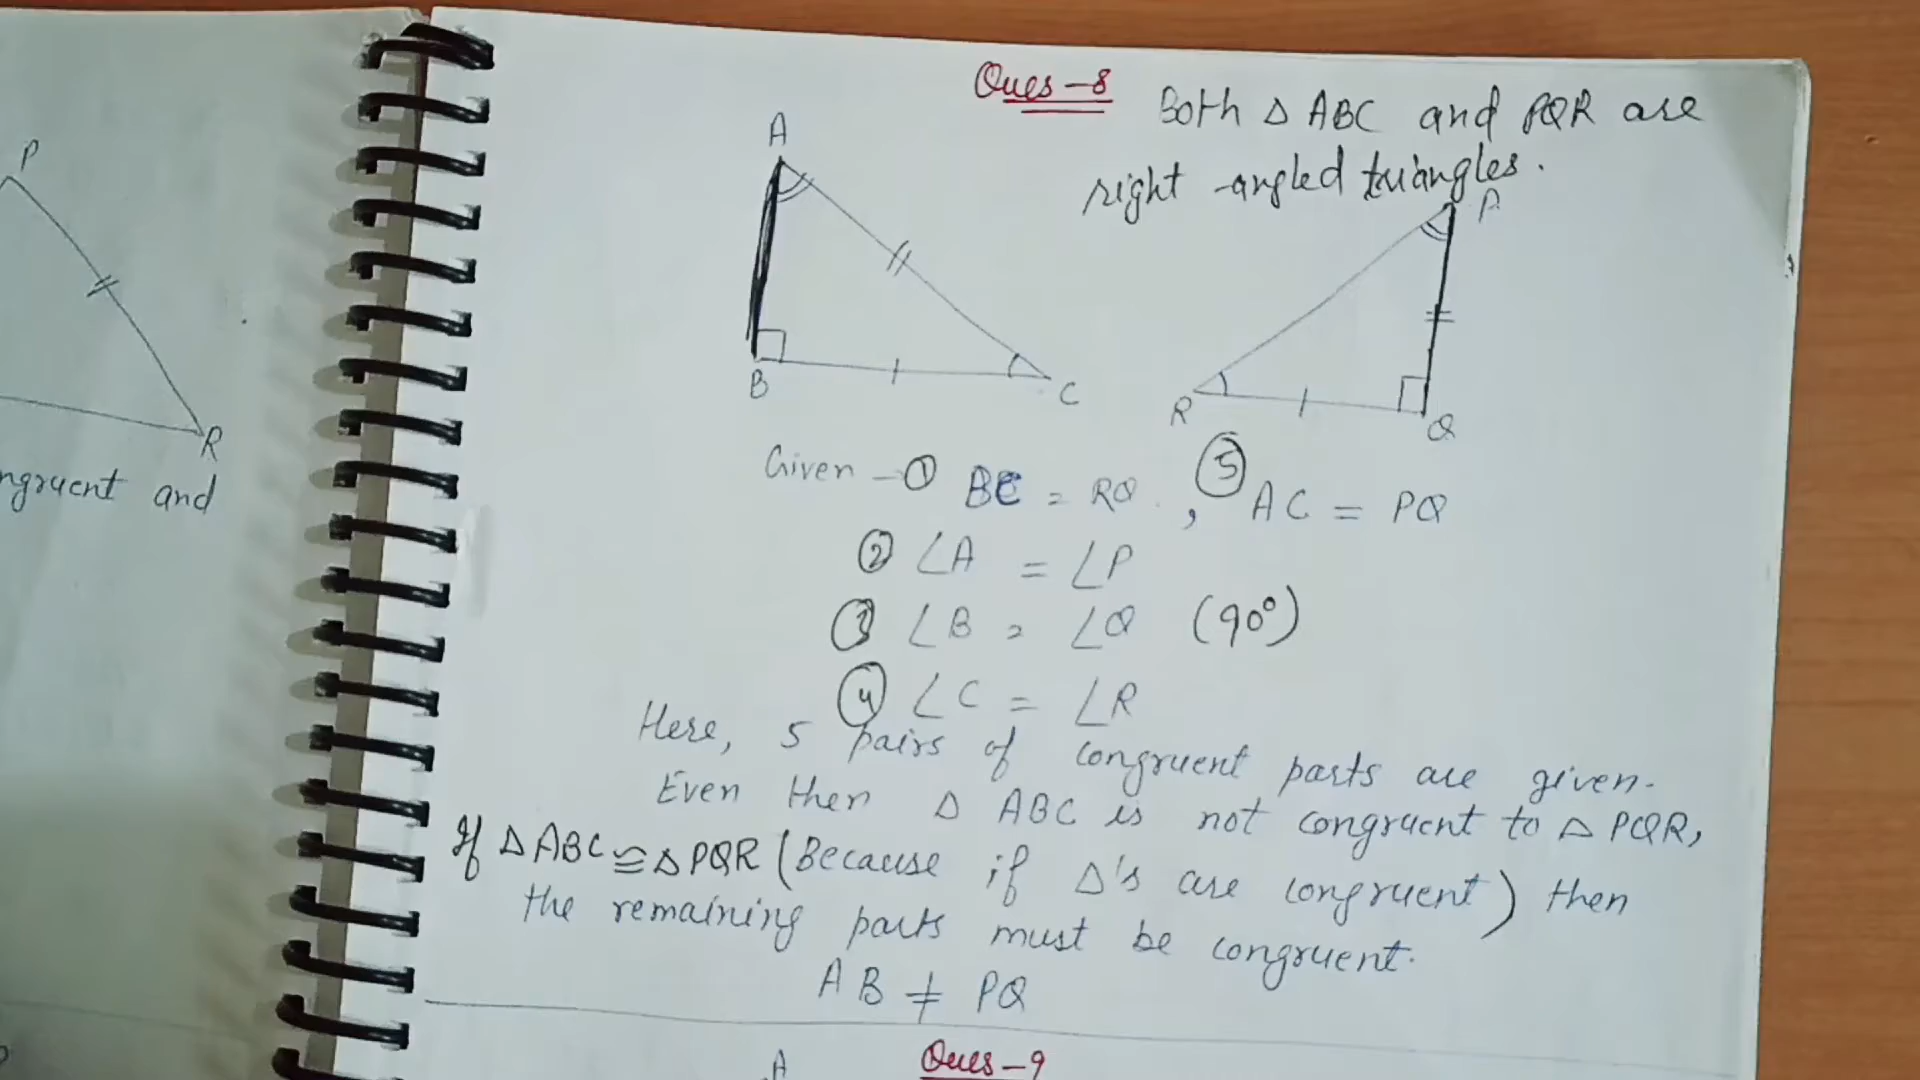 P
R
ngruent and
Ques-8
Both Δ ABC and PQR are
right-angled triangles.
A
B
C
P
R
Q
Given - ① BC = RQ , ⑤ AC = PQ
② ∠A = ∠P
③ ∠B = ∠Q (90°)
④ ∠C = ∠R
Here, 5 pairs of congruent parts are given.
Even then Δ ABC is not congruent to Δ PQR,
If Δ ABC ≅ Δ PQR (Because if Δ's are congruent) then
the remaining parts must be congruent.
AB ≠ PQ
Ques-9
A